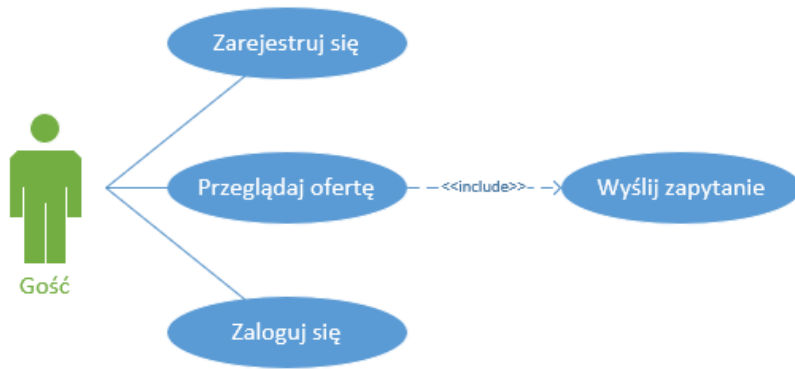 Zarejestruj się
Przeglądaj ofertę
<<include>>
Wyślij zapytanie
Gość
Zaloguj się